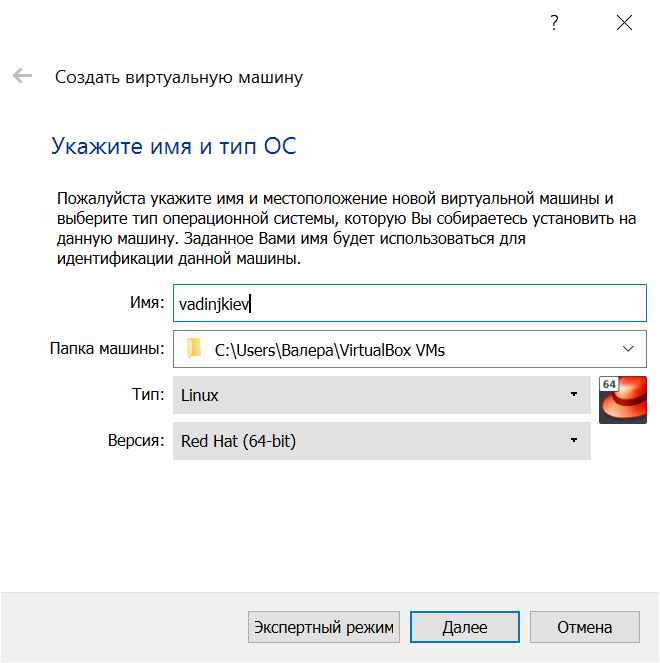 ?
Создать виртуальную машину
Укажите имя и тип ОС
Пожалуйста укажите имя и местоположение новой виртуальной машины и
выберите тип операционной системы, которую Вы собираетесь установить на
данную машину. Заданное Вами имя будет использоваться для
идентификации данной машины.
Имя: vadinjkiev
Папка машины: C:\Users\Валера\VirtualBox VMs
Тип: Linux
64
Версия: Red Hat (64-bit)
Экспертный режим Далее Отмена